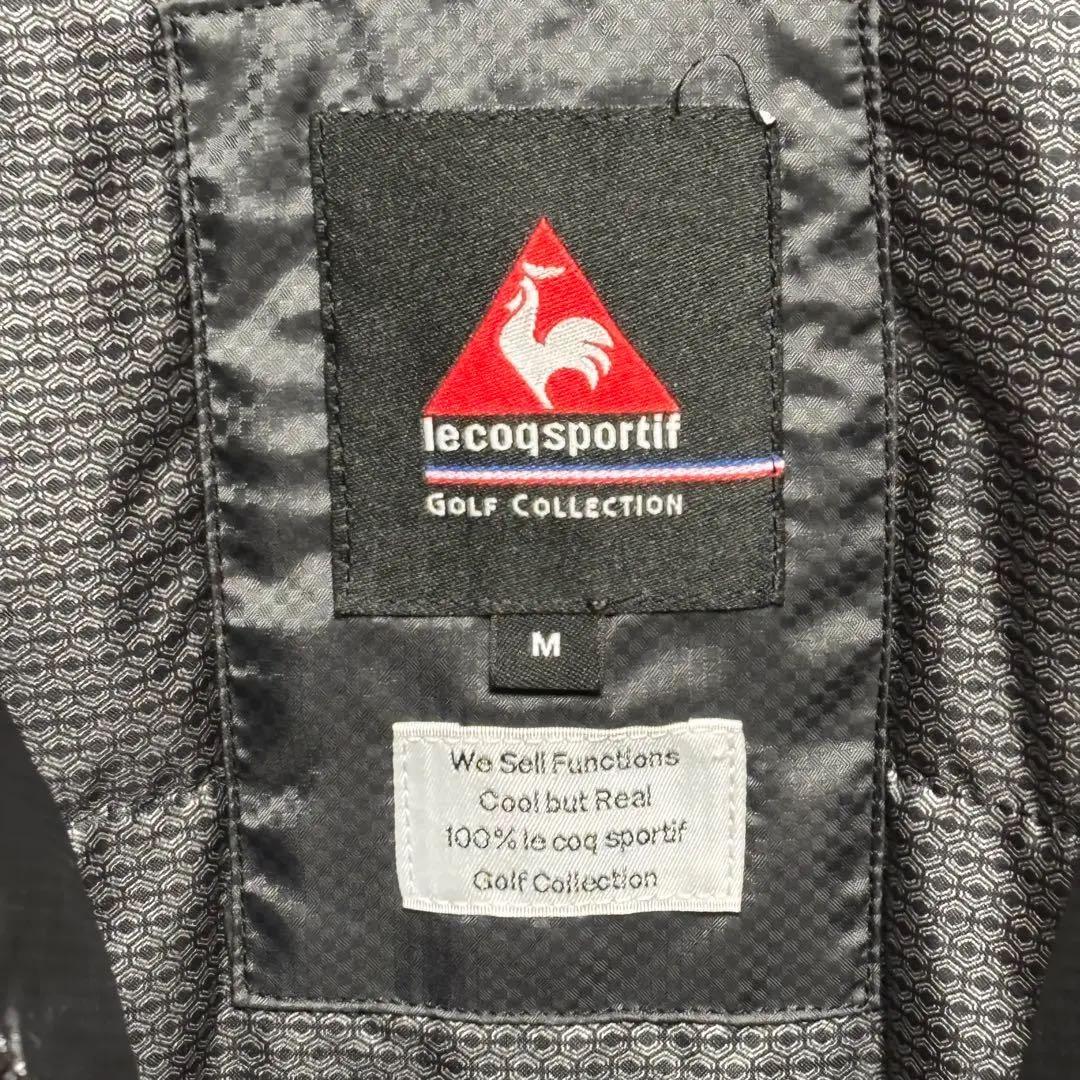 lecoqsportif
GOLF COLLECTION
M
We Sell Functions
Cool but Real
100% le coq sportif
Golf Collection